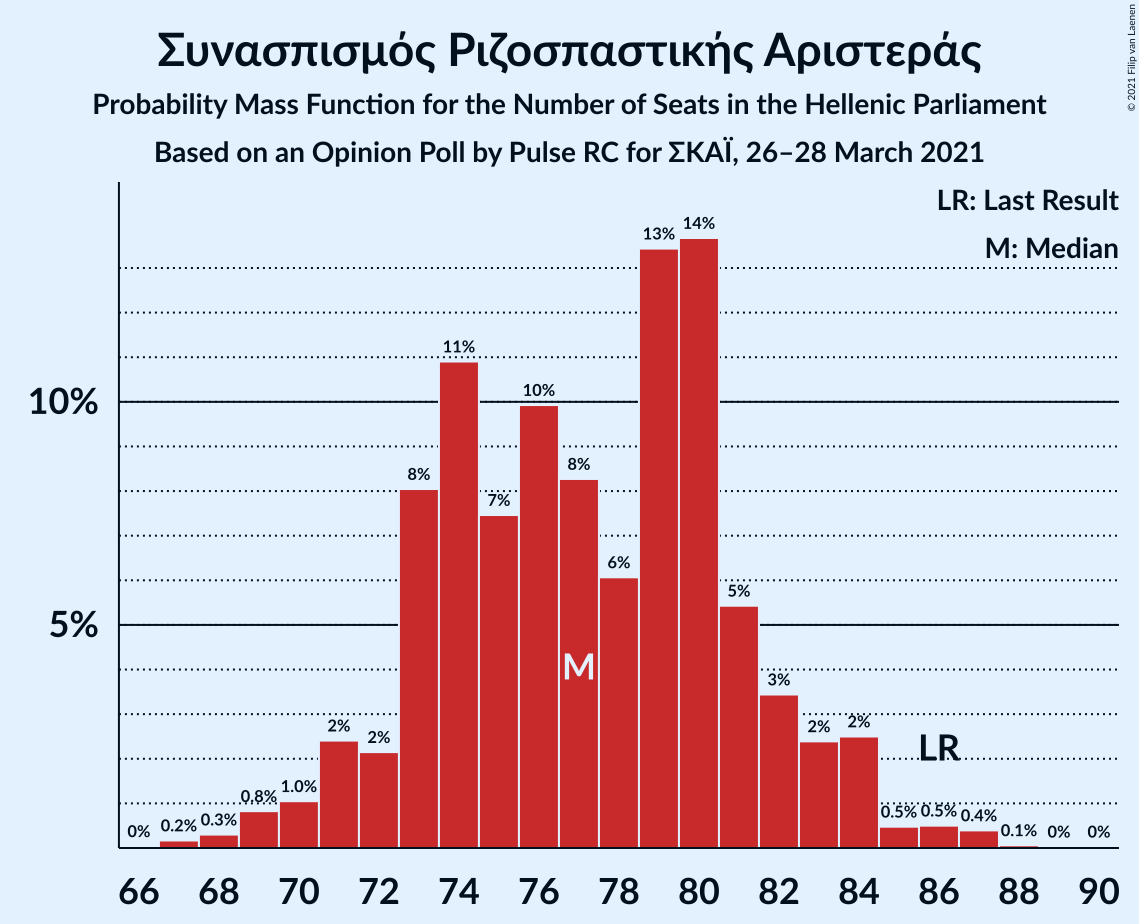 Συνασπισμός Ριζοσπαστικής Αριστεράς
Probability Mass Function for the Number of Seats in the Hellenic Parliament
Based on an Opinion Poll by Pulse RC for ΣΚΑΪ, 26–28 March 2021
© 2021 Filip van Laenen
LR: Last Result
M: Median
10%
5%
0% 0.2% 0.3% 0.8% 1.0% 2% 2% 8% 11% 7% 10% 8% 6% 13% 14% 5% 3% 2% 2% 0.5% 0.5% 0.4% 0.1% 0% 0%
M
LR
66 68 70 72 74 76 78 80 82 84 86 88 90